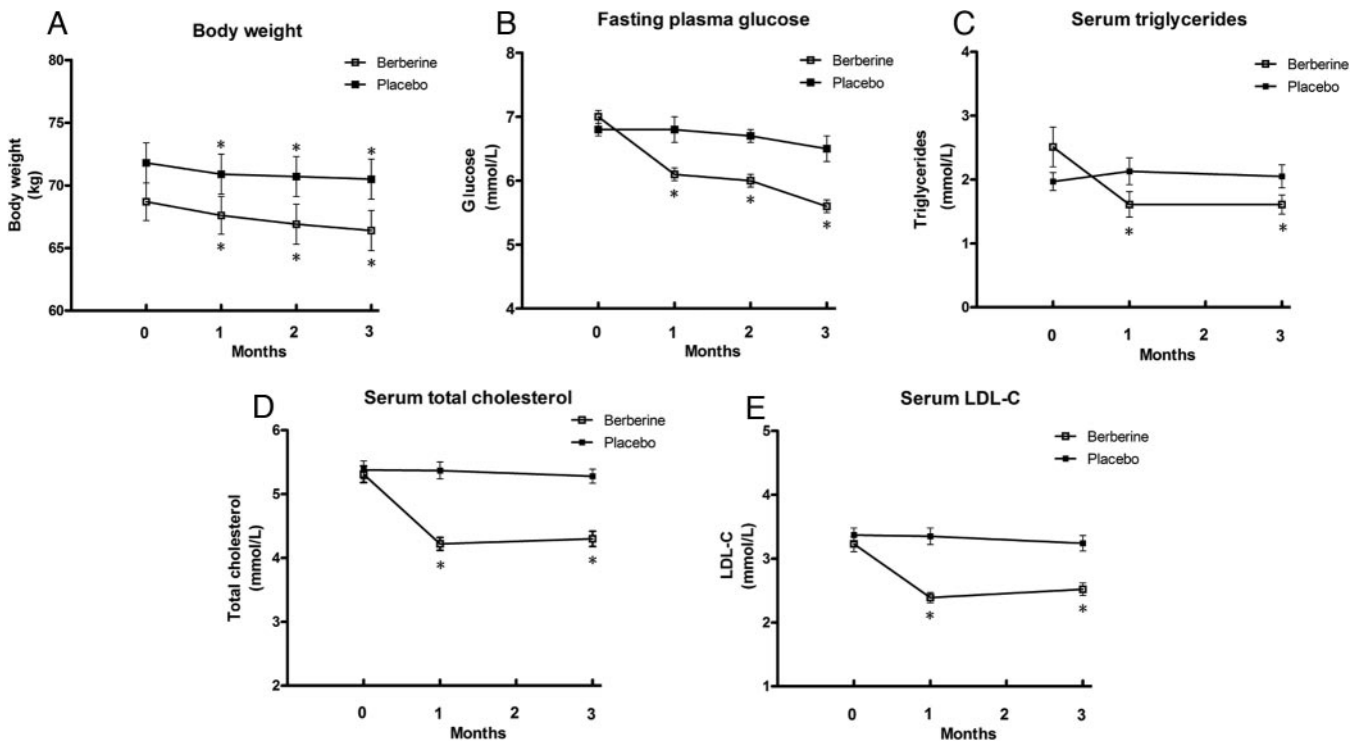 A
Body weight
Berberine
Placebo
Body weight
(kg)
80
75
70
65
60
*
*
*
*
*
*
0 1 2 3
Months
B
Fasting plasma glucose
Berberine
Placebo
Glucose
(mmol/L)
8
7
6
5
4
*
*
*
0 1 2 3
Months
C
Serum triglycerides
Berberine
Placebo
Triglycerides
(mmol/L)
4
3
2
1
0
*
*
0 1 2 3
Months
D
Serum total cholesterol
Berberine
Placebo
Total cholesterol
(mmol/L)
6
5
4
3
2
*
*
0 1 2 3
Months
E
Serum LDL-C
Berberine
Placebo
LDL-C
(mmol/L)
5
4
3
2
1
*
*
0 1 2 3
Months